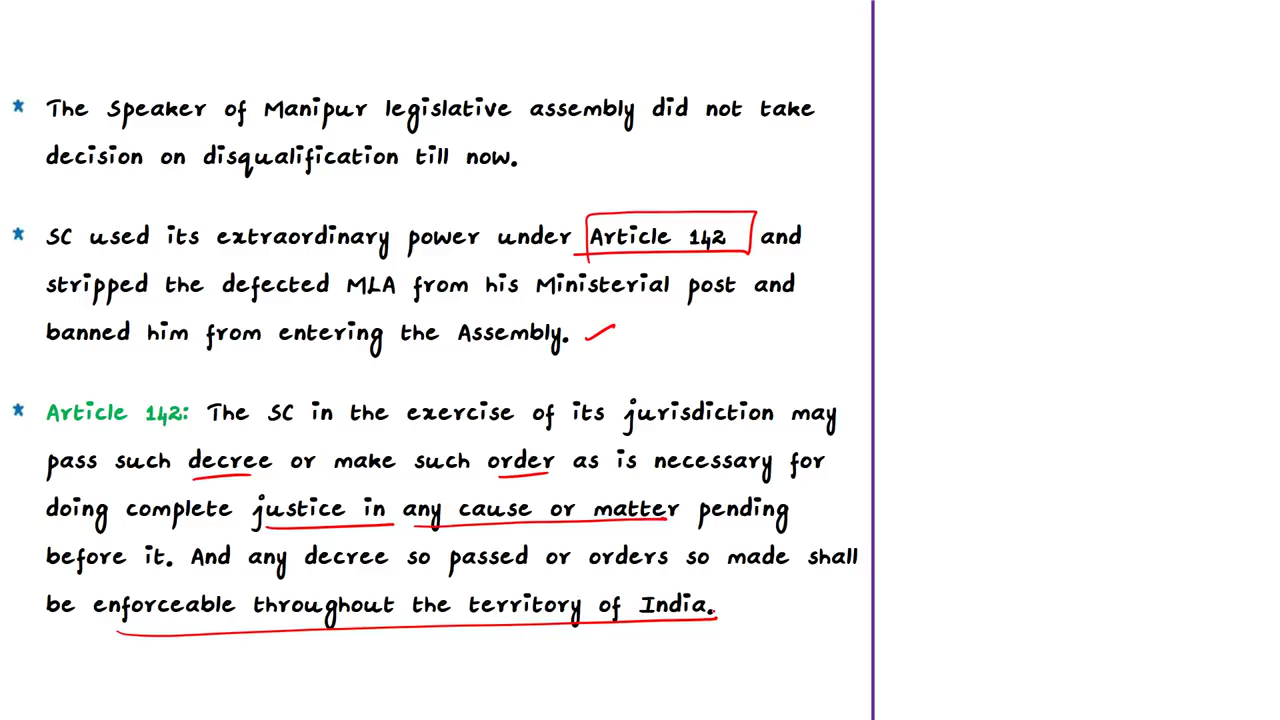 * The Speaker of Manipur legislative assembly did not take
decision on disqualification till now.
* SC used its extraordinary power under Article 142 and
stripped the defected MLA from his Ministerial post and
banned him from entering the Assembly.
* Article 142: The SC in the exercise of its jurisdiction may
pass such decree or make such order as is necessary for
doing complete justice in any cause or matter pending
before it. And any decree so passed or orders so made shall
be enforceable throughout the territory of India.